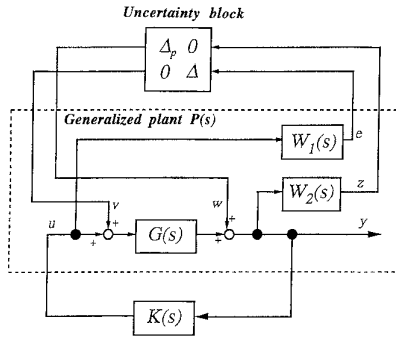 Uncertainty block
Δp 0
0 Δ
Generalized plant P(s)
W1(s)
e
W2(s)
z
v
w
u
+
+
G(s)
+
+
y
K(s)